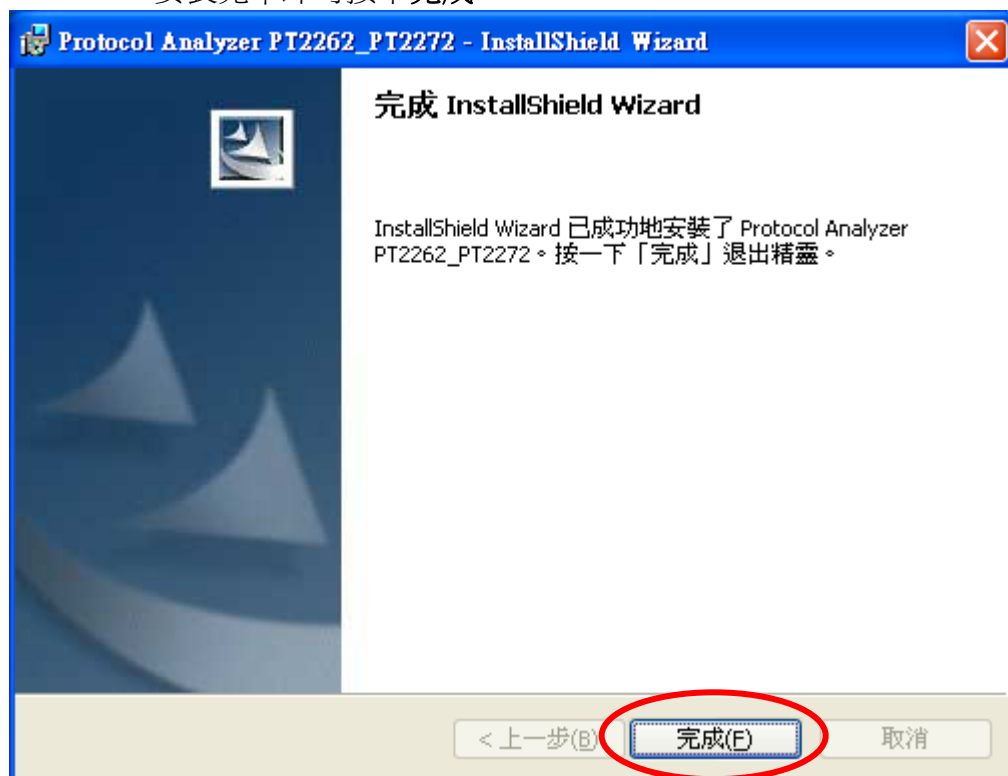 Protocol Analyzer PT2262_PT2272 - InstallShield Wizard
完成 InstallShield Wizard
InstallShield Wizard 已成功地安裝了 Protocol Analyzer
PT2262_PT2272。按一下「完成」退出精靈。
< 上一步(B)
完成(F)
取消